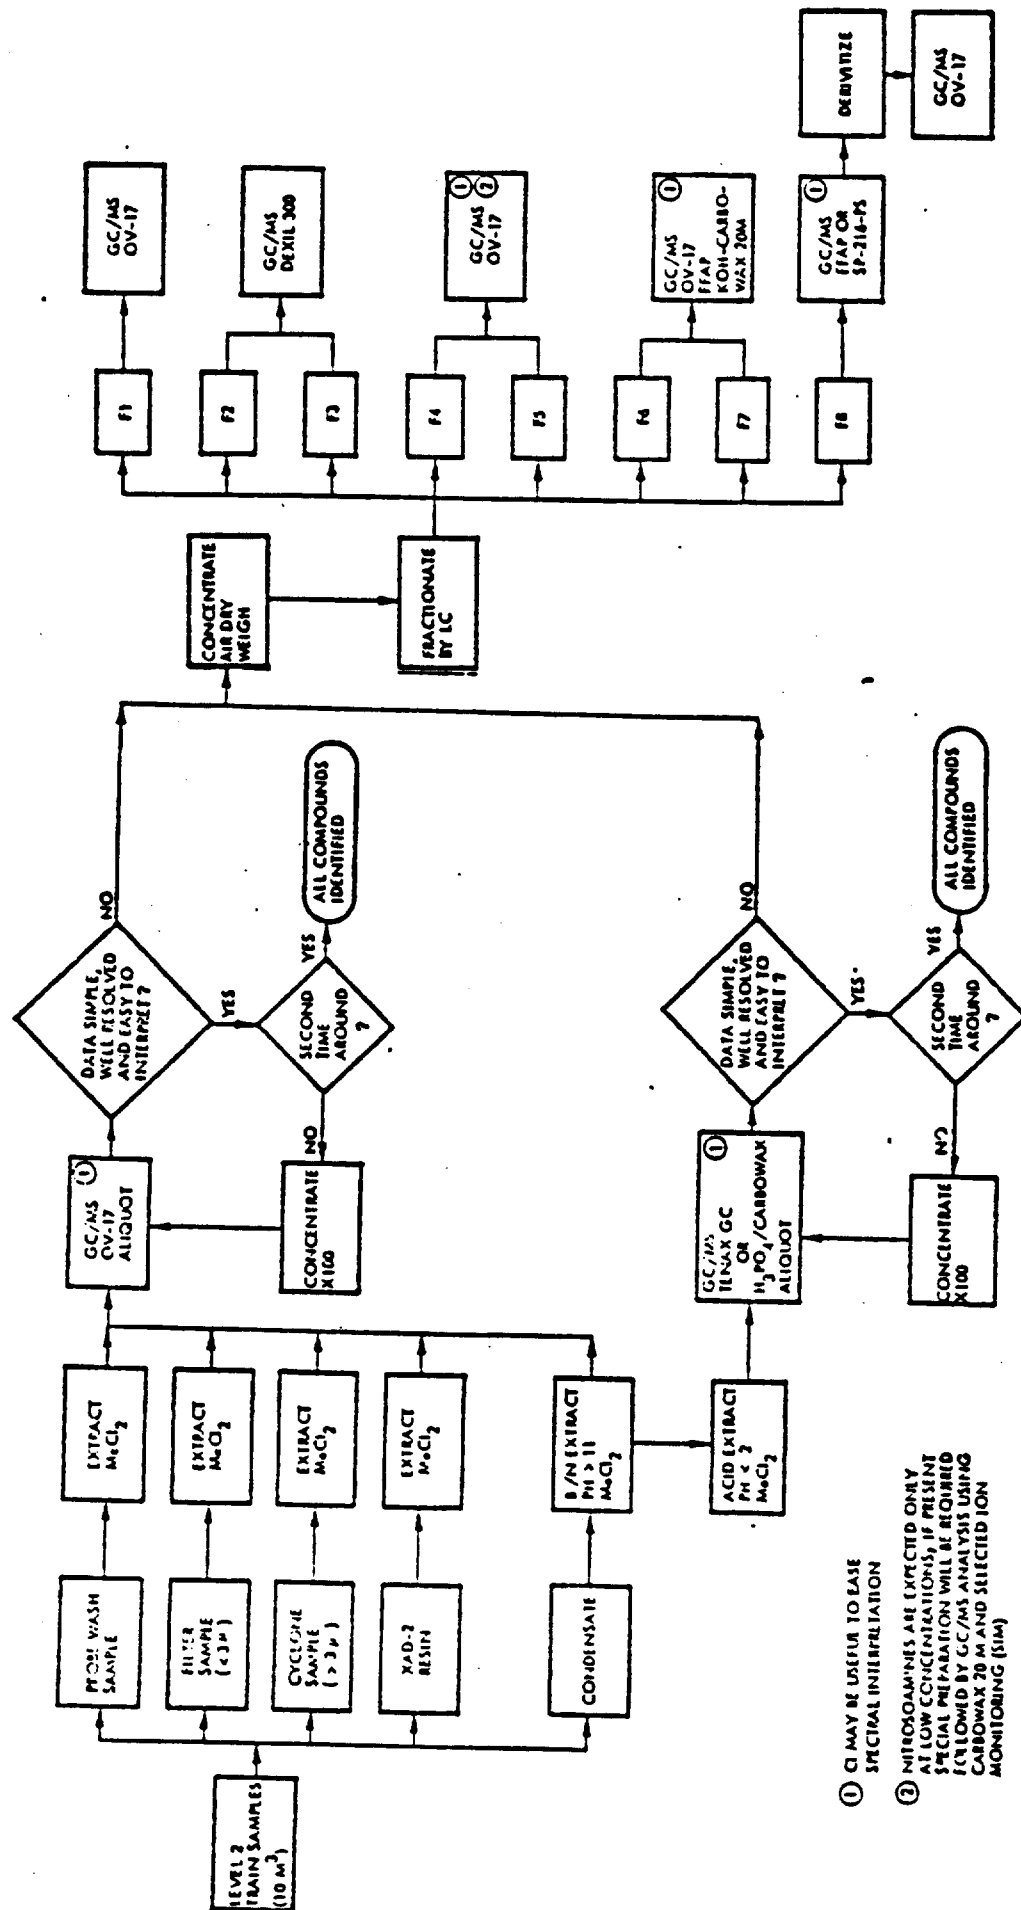 LEVEL 2
TRAIN SAMPLES
(10 M³)
PROBE WASH
SAMPLE
FILTER
SAMPLE
( < 3 μ )
CYCLONE
SAMPLE
( > 3 μ )
XAD-2
RESIN
CONDENSATE
EXTRACT
MeCl₂
EXTRACT
MeCl₂
EXTRACT
MeCl₂
EXTRACT
MeCl₂
B/N EXTRACT
PH > 11
MeCl₂
ACID EXTRACT
PH < 2
MeCl₂
GC/MS ①
OV-17
ALIQUOT
CONCENTRATE
X100
GC/MS ①
TENAX GC
OR
H₃PO₄/CARBOWAX
ALIQUOT
CONCENTRATE
X100
DATA SIMPLE,
WELL RESOLVED
AND EASY TO
INTERPRET ?
NO
YES
SECOND
TIME
AROUND
?
NO
YES
ALL COMPOUNDS
IDENTIFIED
DATA SIMPLE,
WELL RESOLVED
AND EASY TO
INTERPRET ?
NO
YES
SECOND
TIME
AROUND
?
NO
YES
ALL COMPOUNDS
IDENTIFIED
CONCENTRATE
AIR DRY
WEIGH
FRACTIONATE
BY LC
F1
F2
F3
F4
F5
F6
F7
F8
GC/MS
OV-17
GC/MS
DEXIL 300
GC/MS ①
OV-17 ②
GC/MS ①
OV-17
FFAP
KOH-CARBO-
WAX 20M
GC/MS ①
FFAP OR
SP-216-PS
DERIVITIZE
GC/MS
OV-17
① CI MAY BE USEFUL TO EASE
SPECTRAL INTERPRETATION
② NITROSOAMINES ARE EXPECTED ONLY
AT LOW CONCENTRATIONS, IF PRESENT
SPECIAL PREPARATION WILL BE REQUIRED
FOLLOWED BY GC/MS ANALYSIS USING
CARBOWAX 20 M AND SELECTED ION
MONITORING (SIM)